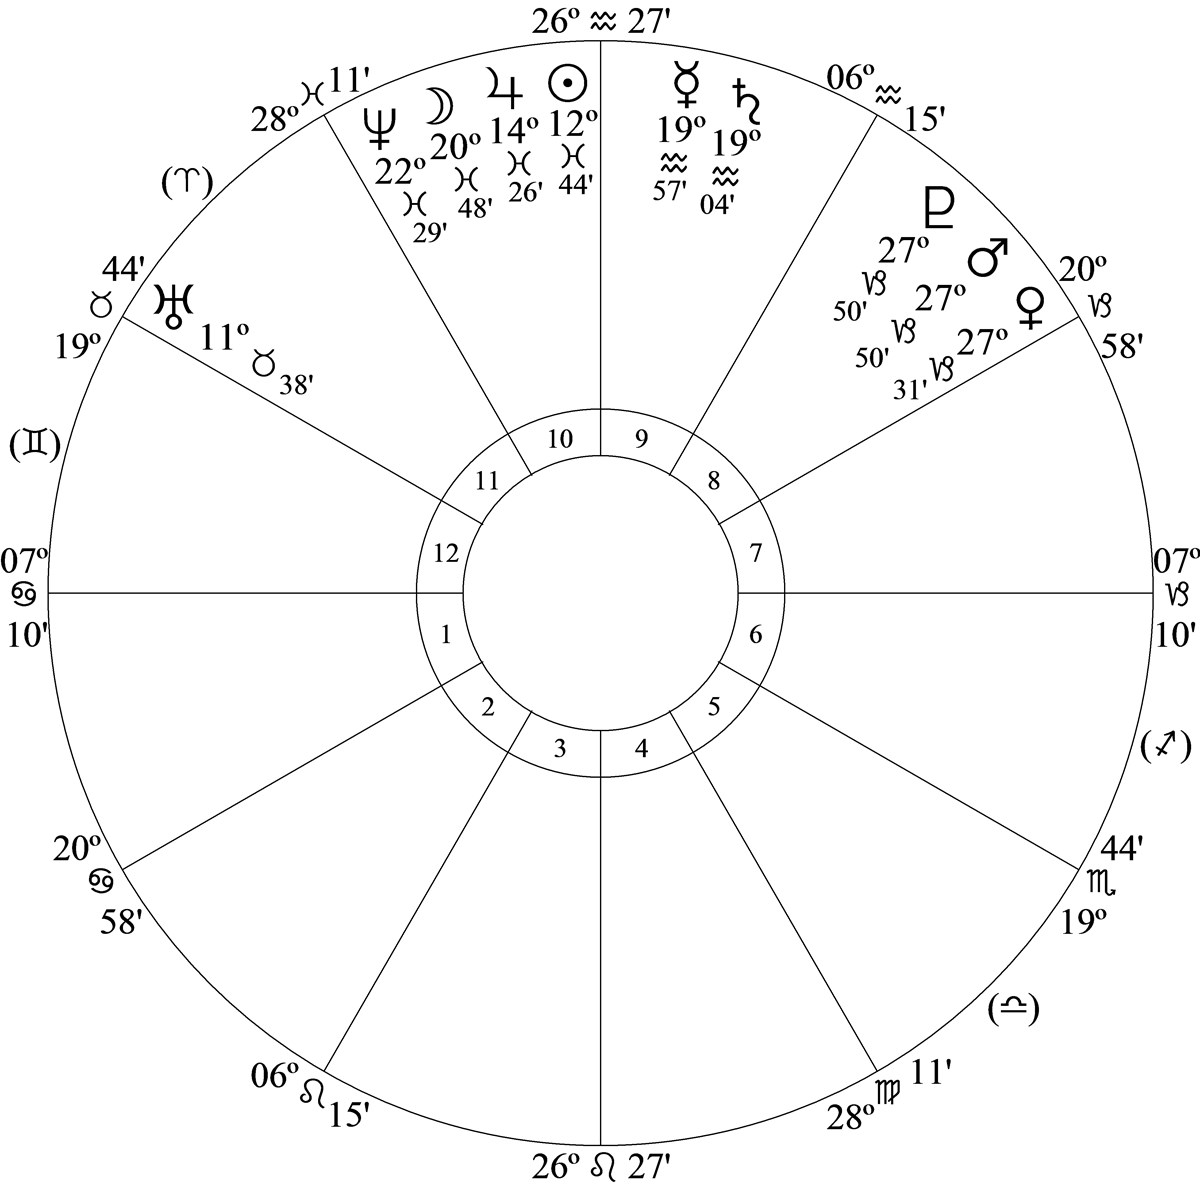 26º ♒ 27'
28º ♓ 11'
06º ♒ 15'
♆ 22º ♓ 29'
☽ 20º ♓ 48'
♃ 14º ♓ 26'
☉ 12º ♓ 44'
☿ 19º ♒ 57'
♄ 19º ♒ 04'
♇ 27º ♑ 50'
♂ 27º ♑ 50'
♀ 27º ♑ 31'
(♈)
44' ♉ 19º
♅ 11º ♉ 38'
20º ♑ 58'
(♊)
10 9
11 8
12 7
07º ♋ 10'
07º ♑ 10'
1 6
2 5
3 4
(♐)
20º ♋ 58'
44' ♏ 19º
(♎)
06º ♌ 15'
28º ♍ 11'
26º ♌ 27'